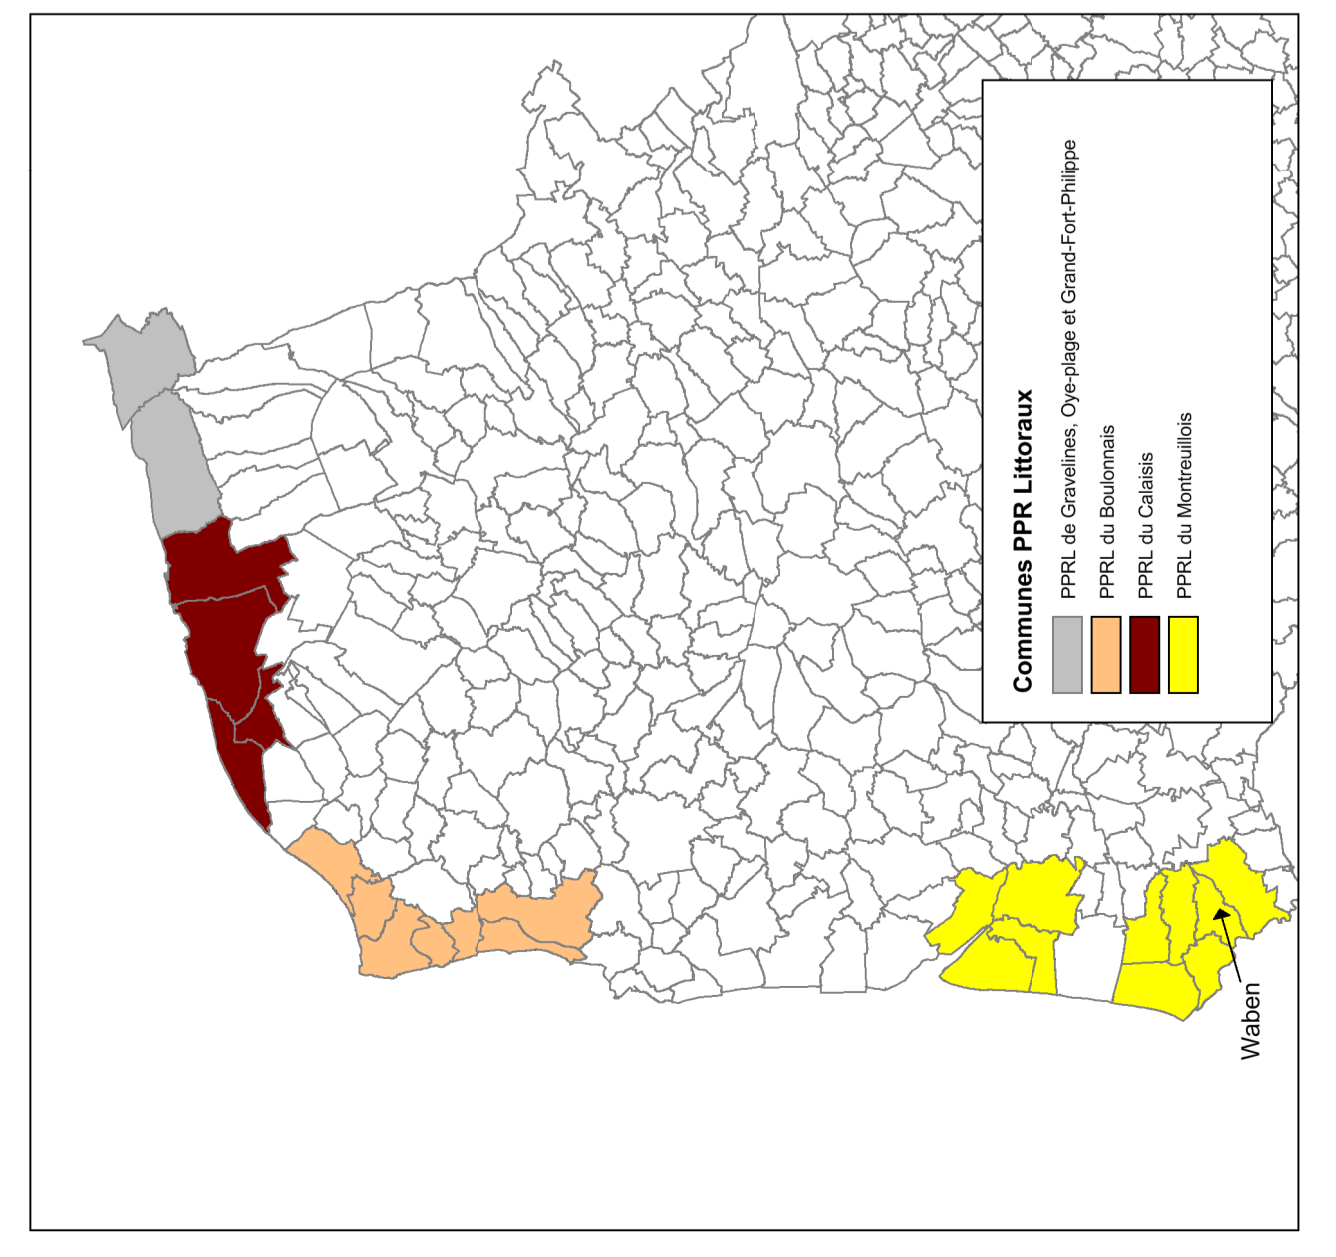 Communes PPR Littoraux
PPRL de Gravelines, Oye-plage et Grand-Fort-Philippe
PPRL du Boulonnais
PPRL du Calaisis
PPRL du Montreuillois
Waben